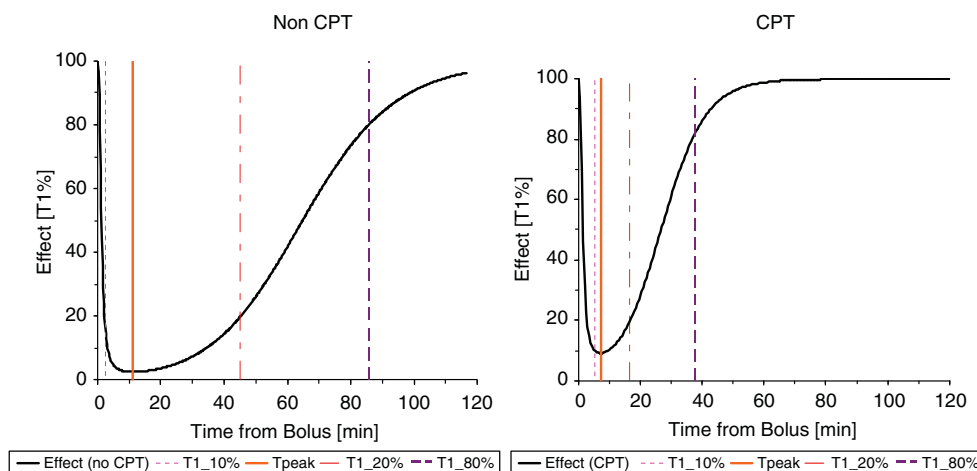 Non CPT
100
80
60
40
20
0
Effect [T1%]
0 20 40 60 80 100 120
Time from Bolus [min]
Effect (no CPT) T1_10% Tpeak T1_20% T1_80%
CPT
100
80
60
40
20
0
Effect [T1%]
0 20 40 60 80 100 120
Time from Bolus [min]
Effect (CPT) T1_10% Tpeak T1_20% T1_80%